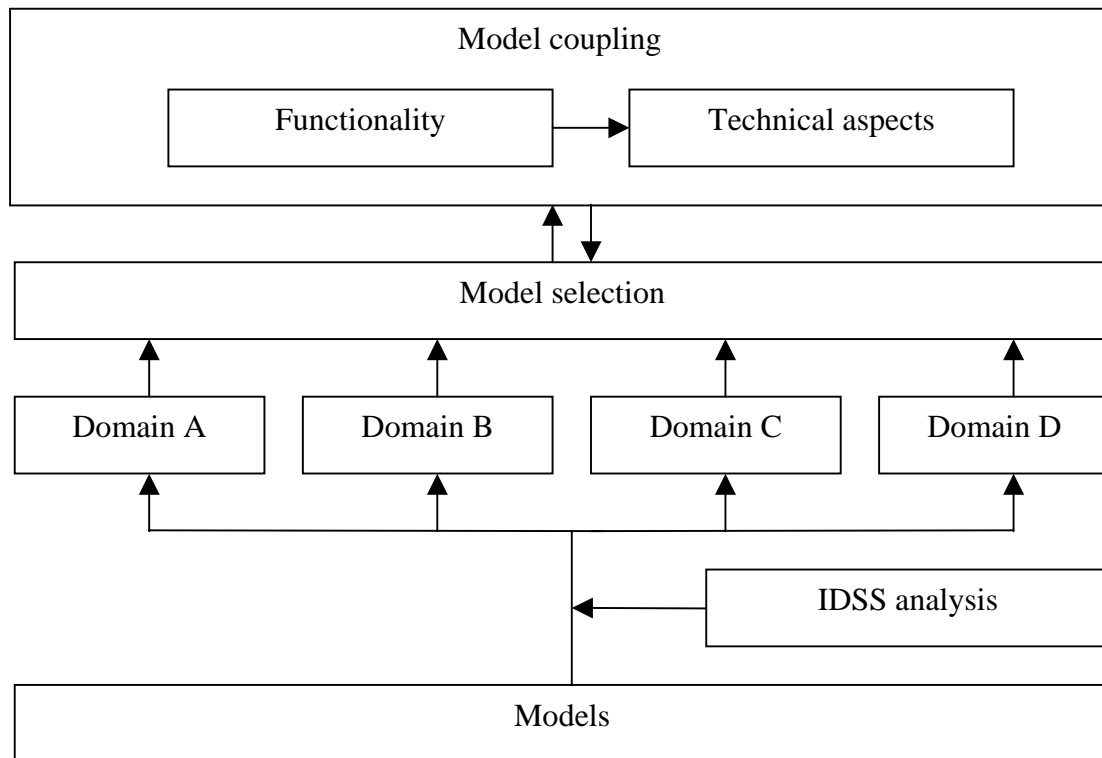 Model coupling
Functionality
Technical aspects
Model selection
Domain A
Domain B
Domain C
Domain D
IDSS analysis
Models